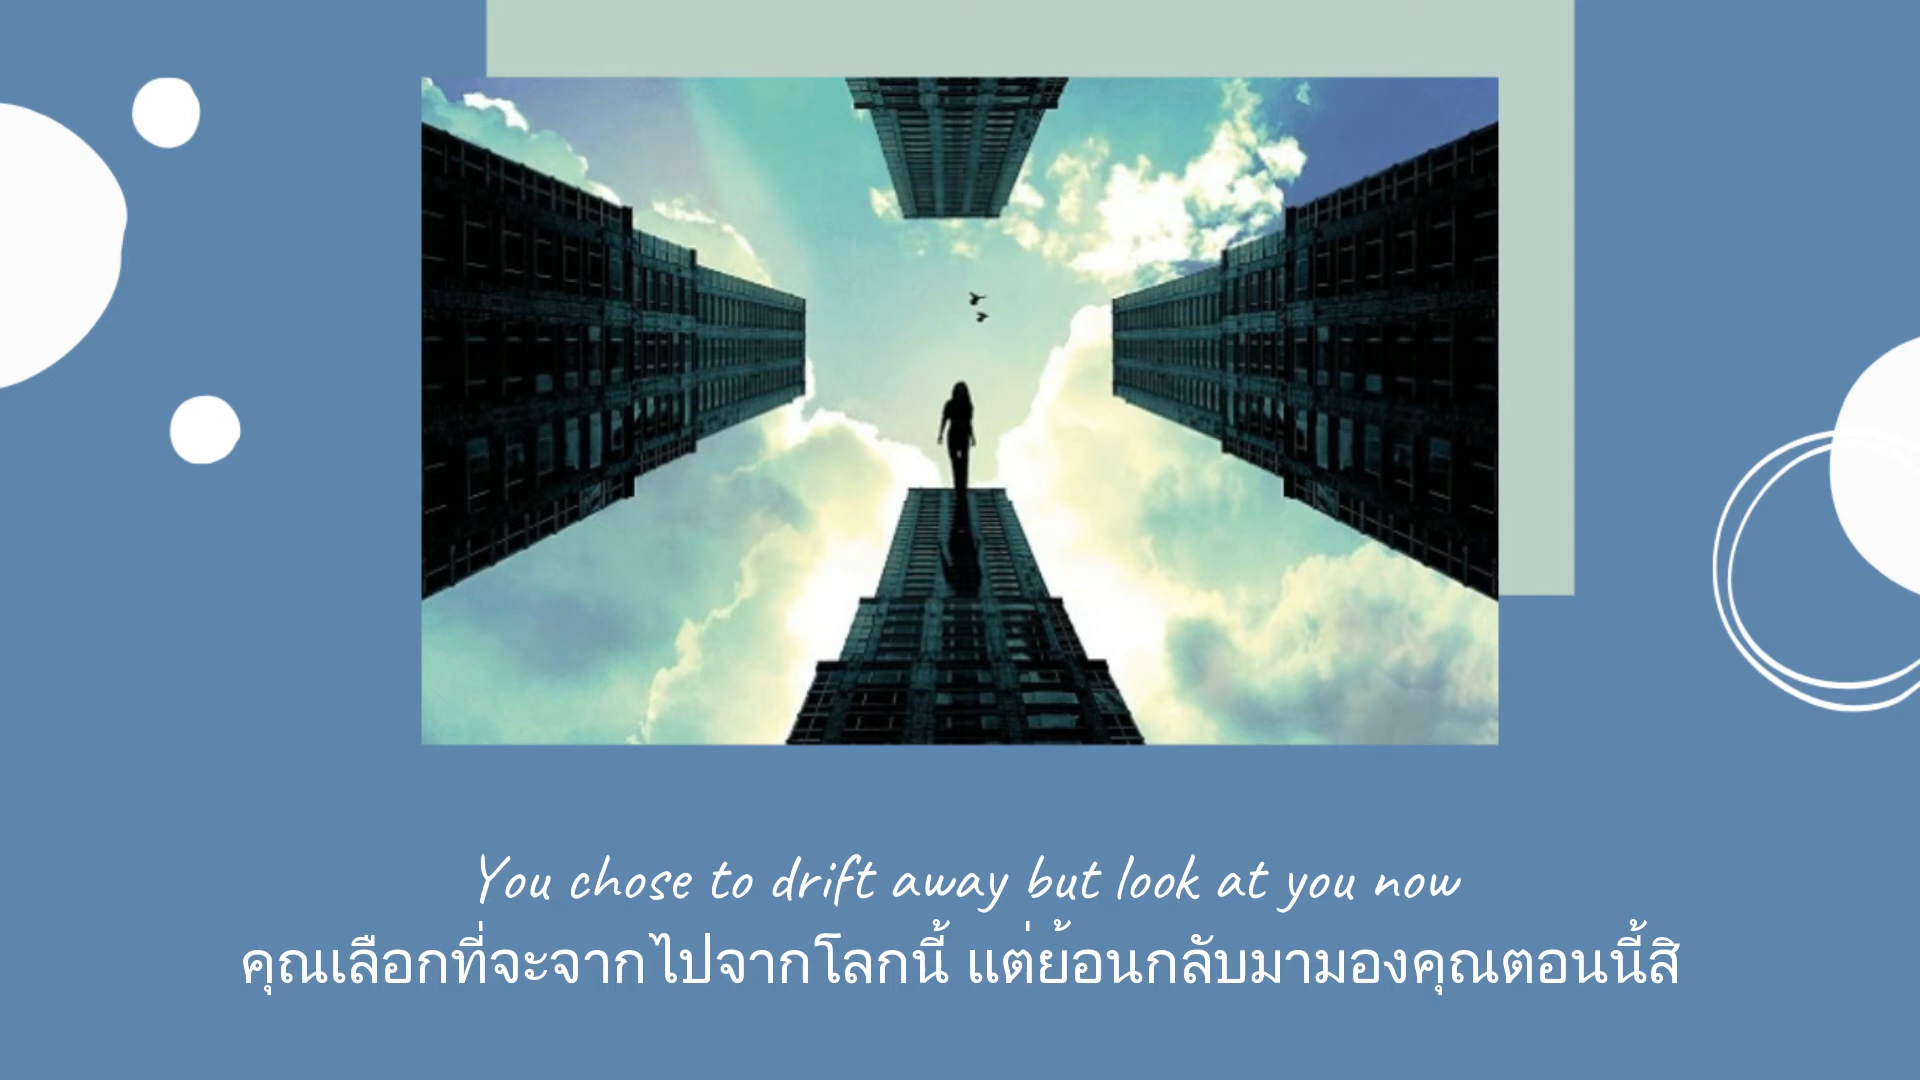 You chose to drift away but look at you now
คุณเลือกที่จะจากไปจากโลกนี้ แต่ย้อนกลับมามองคุณตอนนี้สิ